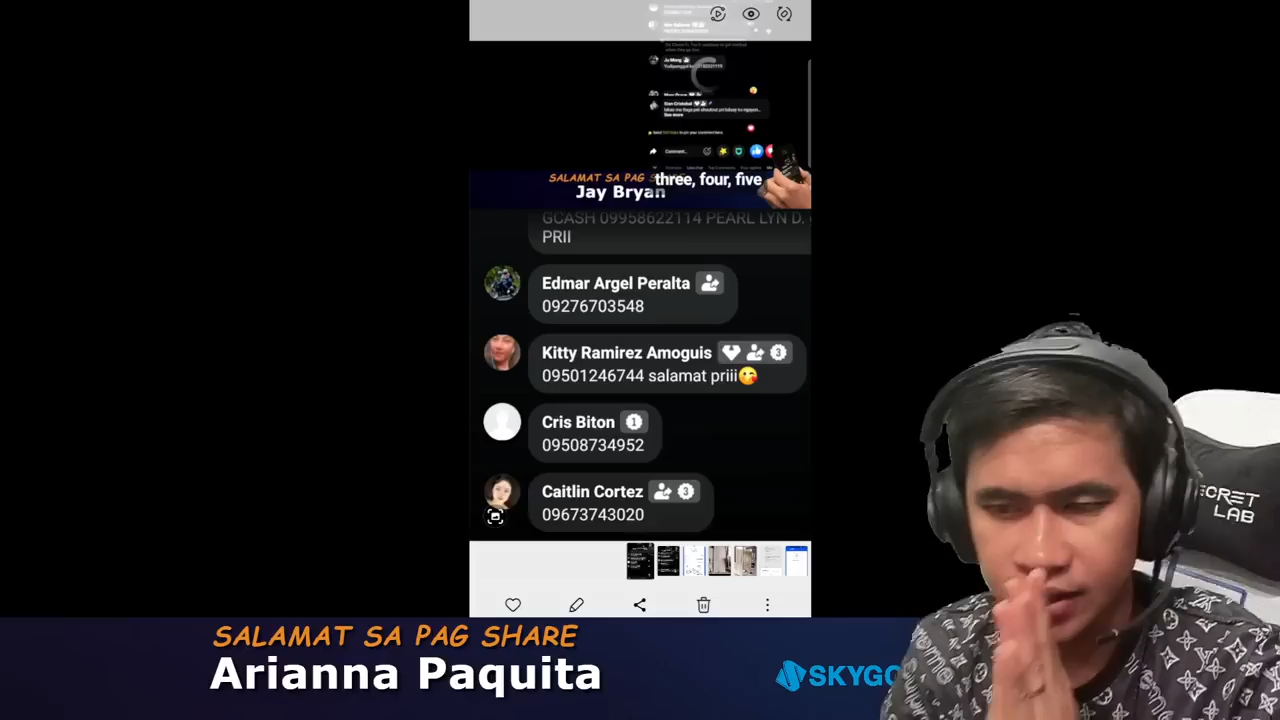 SALAMAT SA PAG SHARE
three, four, five
Jay Bryan
GCASH 09958622114 PEARL LYN D.
PRII
Edmar Argel Peralta
09276703548
Kitty Ramirez Amoguis 3
09501246744 salamat priii😘
Cris Biton 1
09508734952
Caitlin Cortez 3
09673743020
SALAMAT SA PAG SHARE
Arianna Paquita
SKYGO
SECRET
LAB